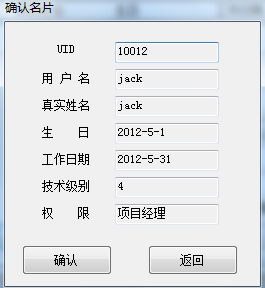 确认名片
UID 10012
用 户 名 jack
真实姓名 jack
生 日 2012-5-1
工作日期 2012-5-31
技术级别 4
权 限 项目经理
确认 返回